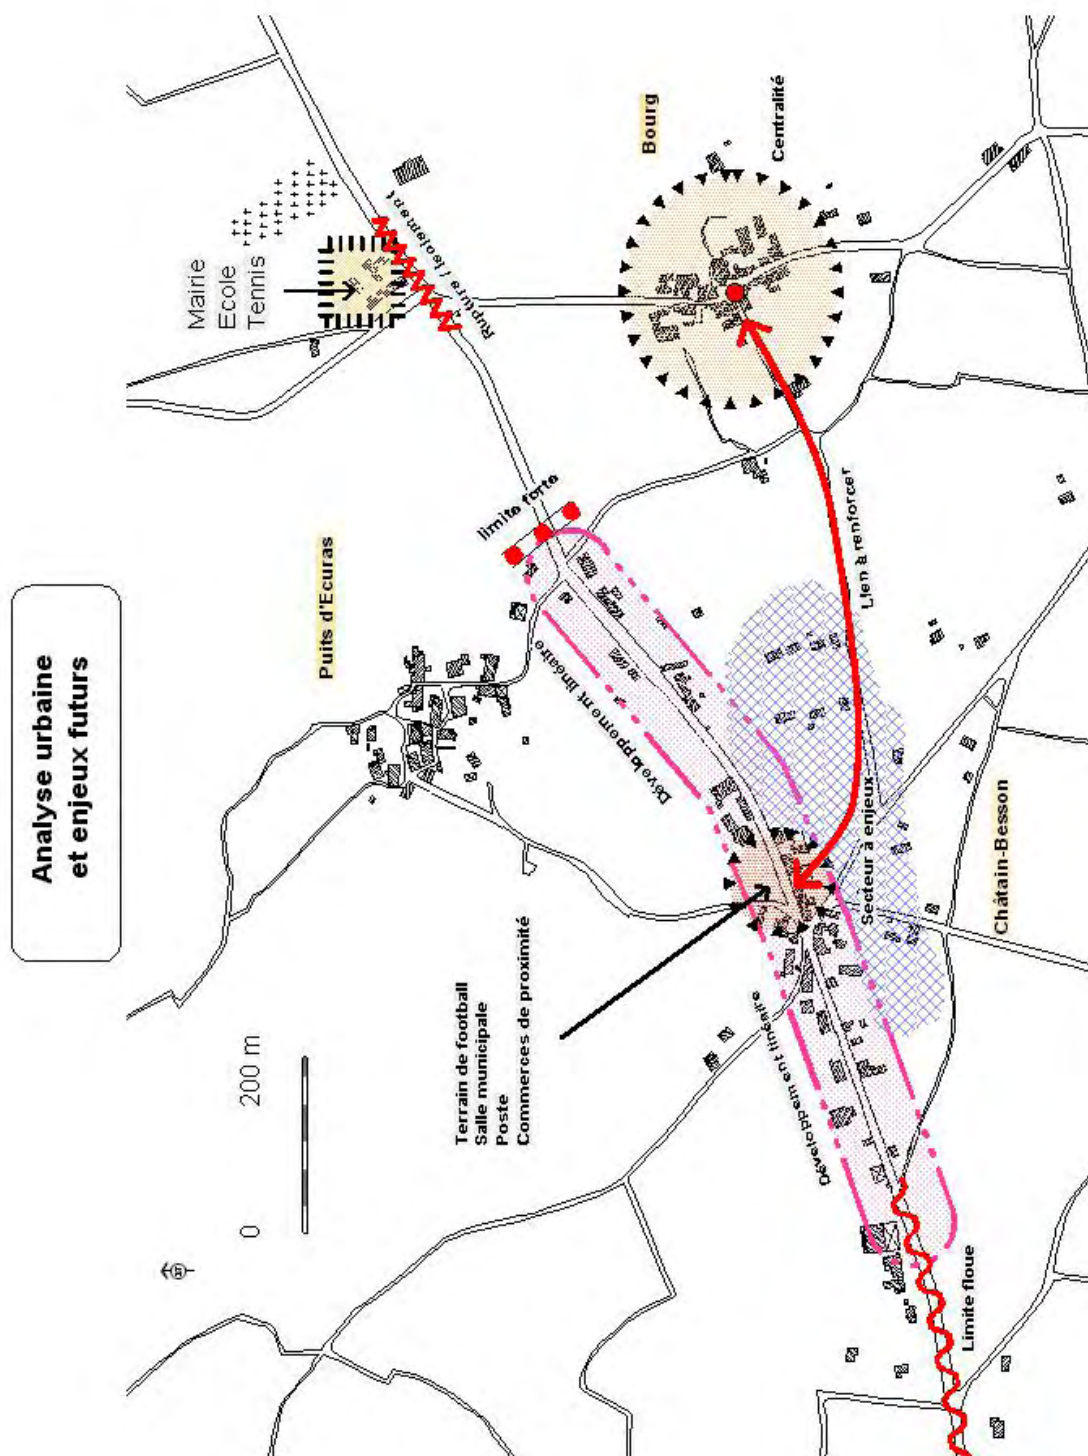 Analyse urbaine
et enjeux futurs
Mairie
Ecole
Tennis
Rupture / Isolement
Bourg
Centralité
Puits d'Ecuras
limite forte
Développement linéaire
Lien à renforcer
Secteur à enjeux
Châtain-Besson
Terrain de football
Salle municipale
Poste
Commerces de proximité
Développement linéaire
Limite floue
0 200 m